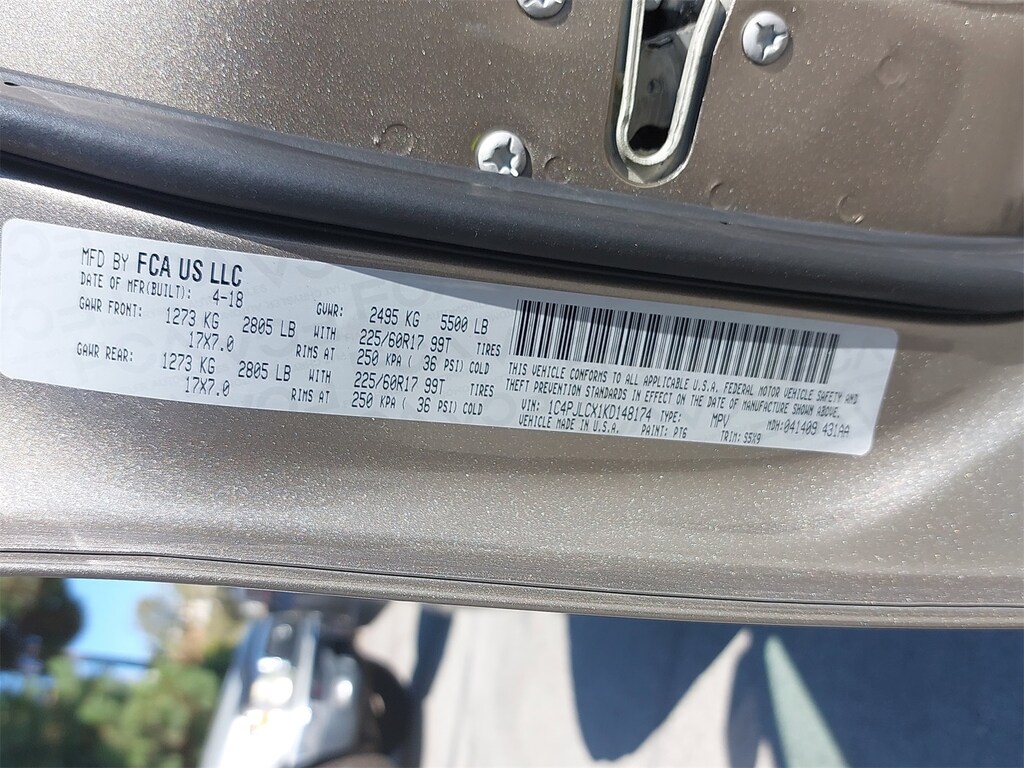 MFD BY FCA US LLC
DATE OF MFR(BUILT): 4-18
GVWR: 2495 KG 5500 LB
GAWR FRONT: 1273 KG 2805 LB WITH 225/60R17 99T TIRES
17X7.0 RIMS AT 250 KPA ( 36 PSI) COLD
GAWR REAR: 1273 KG 2805 LB WITH 225/60R17 99T TIRES
17X7.0 RIMS AT 250 KPA ( 36 PSI) COLD
THIS VEHICLE CONFORMS TO ALL APPLICABLE U.S.A. FEDERAL MOTOR VEHICLE SAFETY AND
THEFT PREVENTION STANDARDS IN EFFECT ON THE DATE OF MANUFACTURE SHOWN ABOVE.
VIN: 1C4PJLCX1KD148174 TYPE: MPV MDH:041409 431AA
VEHICLE MADE IN U.S.A. PAINT: PTG TRIM: S5X9